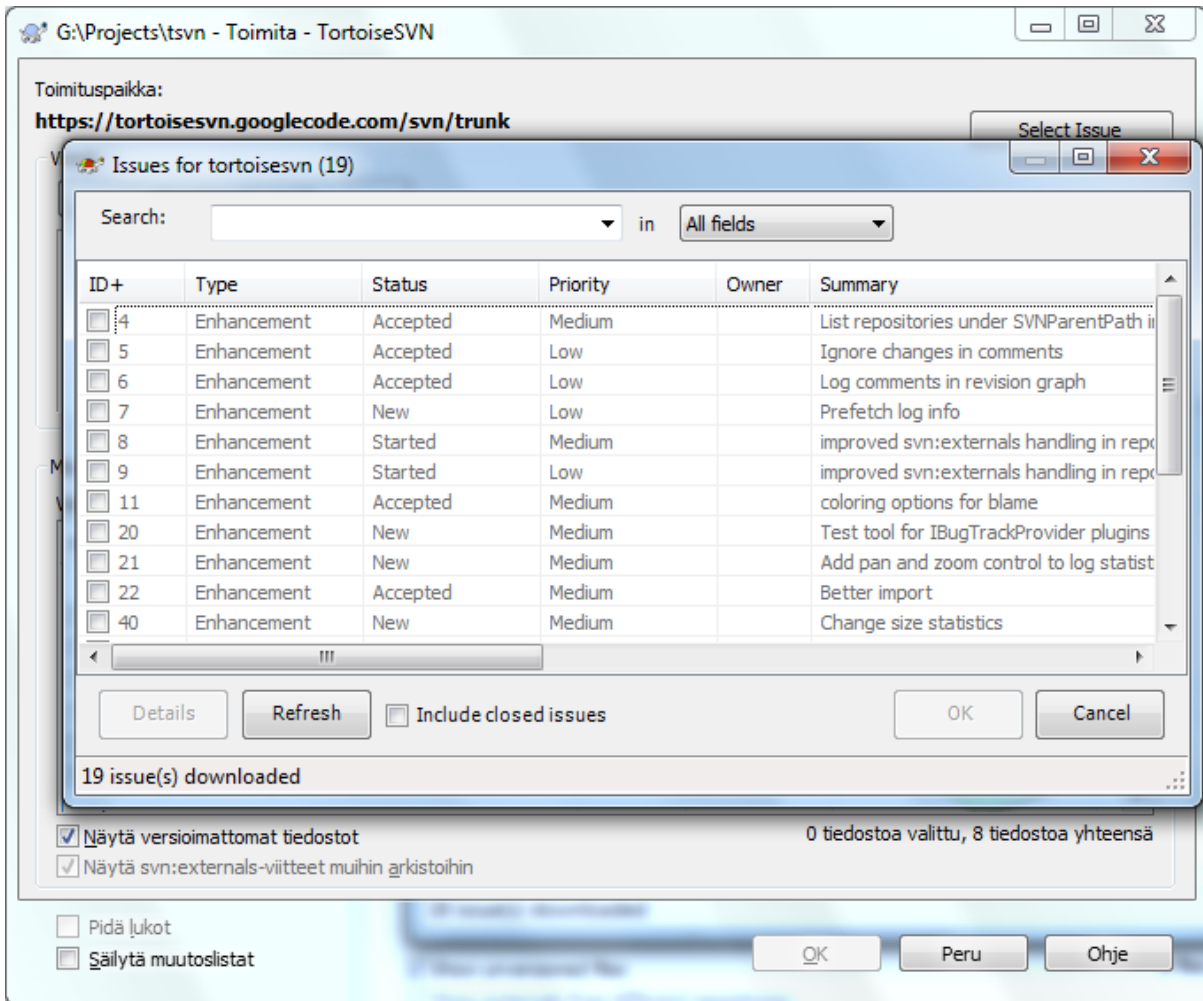 G:\Projects\tsvn - Toimita - TortoiseSVN
Toimituspaikka:
https://tortoisesvn.googlecode.com/svn/trunk
Select Issue
Issues for tortoisesvn (19)
Search: in All fields
ID+ Type Status Priority Owner Summary
4 Enhancement Accepted Medium List repositories under SVNParentPath
5 Enhancement Accepted Low Ignore changes in comments
6 Enhancement Accepted Low Log comments in revision graph
7 Enhancement New Low Prefetch log info
8 Enhancement Started Medium improved svn:externals handling in
9 Enhancement Started Low improved svn:externals handling in
11 Enhancement Accepted Medium coloring options for blame
20 Enhancement New Medium Test tool for IBugTrackProvider plugins
21 Enhancement New Medium Add pan and zoom control to log statist
22 Enhancement Accepted Medium Better import
40 Enhancement New Medium Change size statistics
Details Refresh Include closed issues OK Cancel
19 issue(s) downloaded
Näytä versioimattomat tiedostot 0 tiedostoa valittu, 8 tiedostoa yhteensä
Näytä svn:externals-viitteet muihin arkistoihin
Pidä lukot
Säilytä muutoslistat
OK Peru Ohje